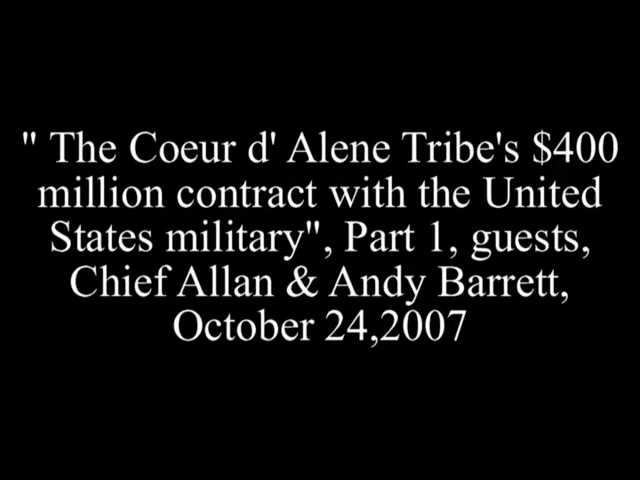 " The Coeur d' Alene Tribe's $400
million contract with the United
States military", Part 1, guests,
Chief Allan & Andy Barrett,
October 24,2007